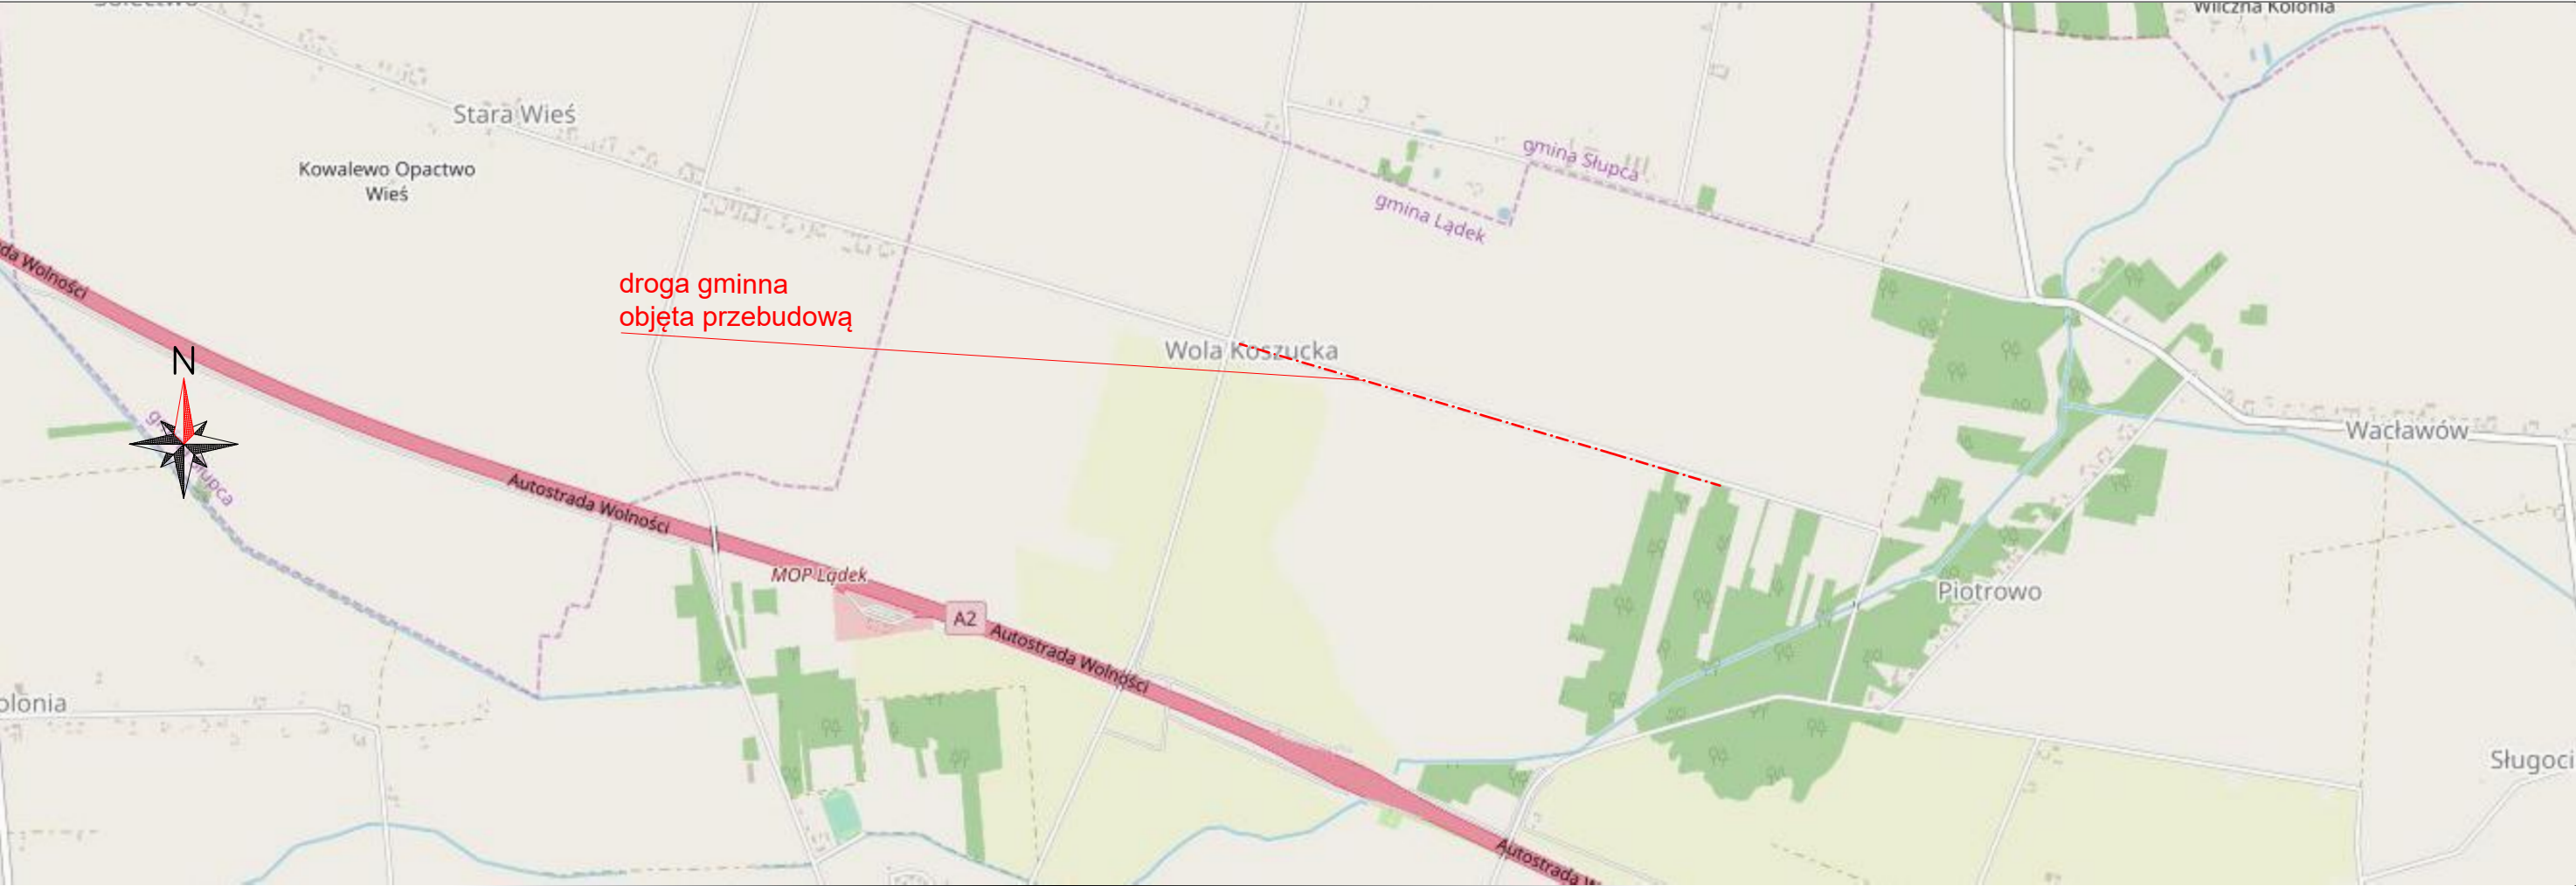 Wilczna Kolonia
Stara Wieś
gmina Słupca
Kowalewo Opactwo
Wieś
gmina Lądek
Autostrada Wolności
droga gminna
objęta przebudową
N
Wola Koszucka
Wacławów
Autostrada Wolności
MOP Lądek
A2
Piotrowo
Autostrada Wolności
olonia
Sługoci
Autostrada W